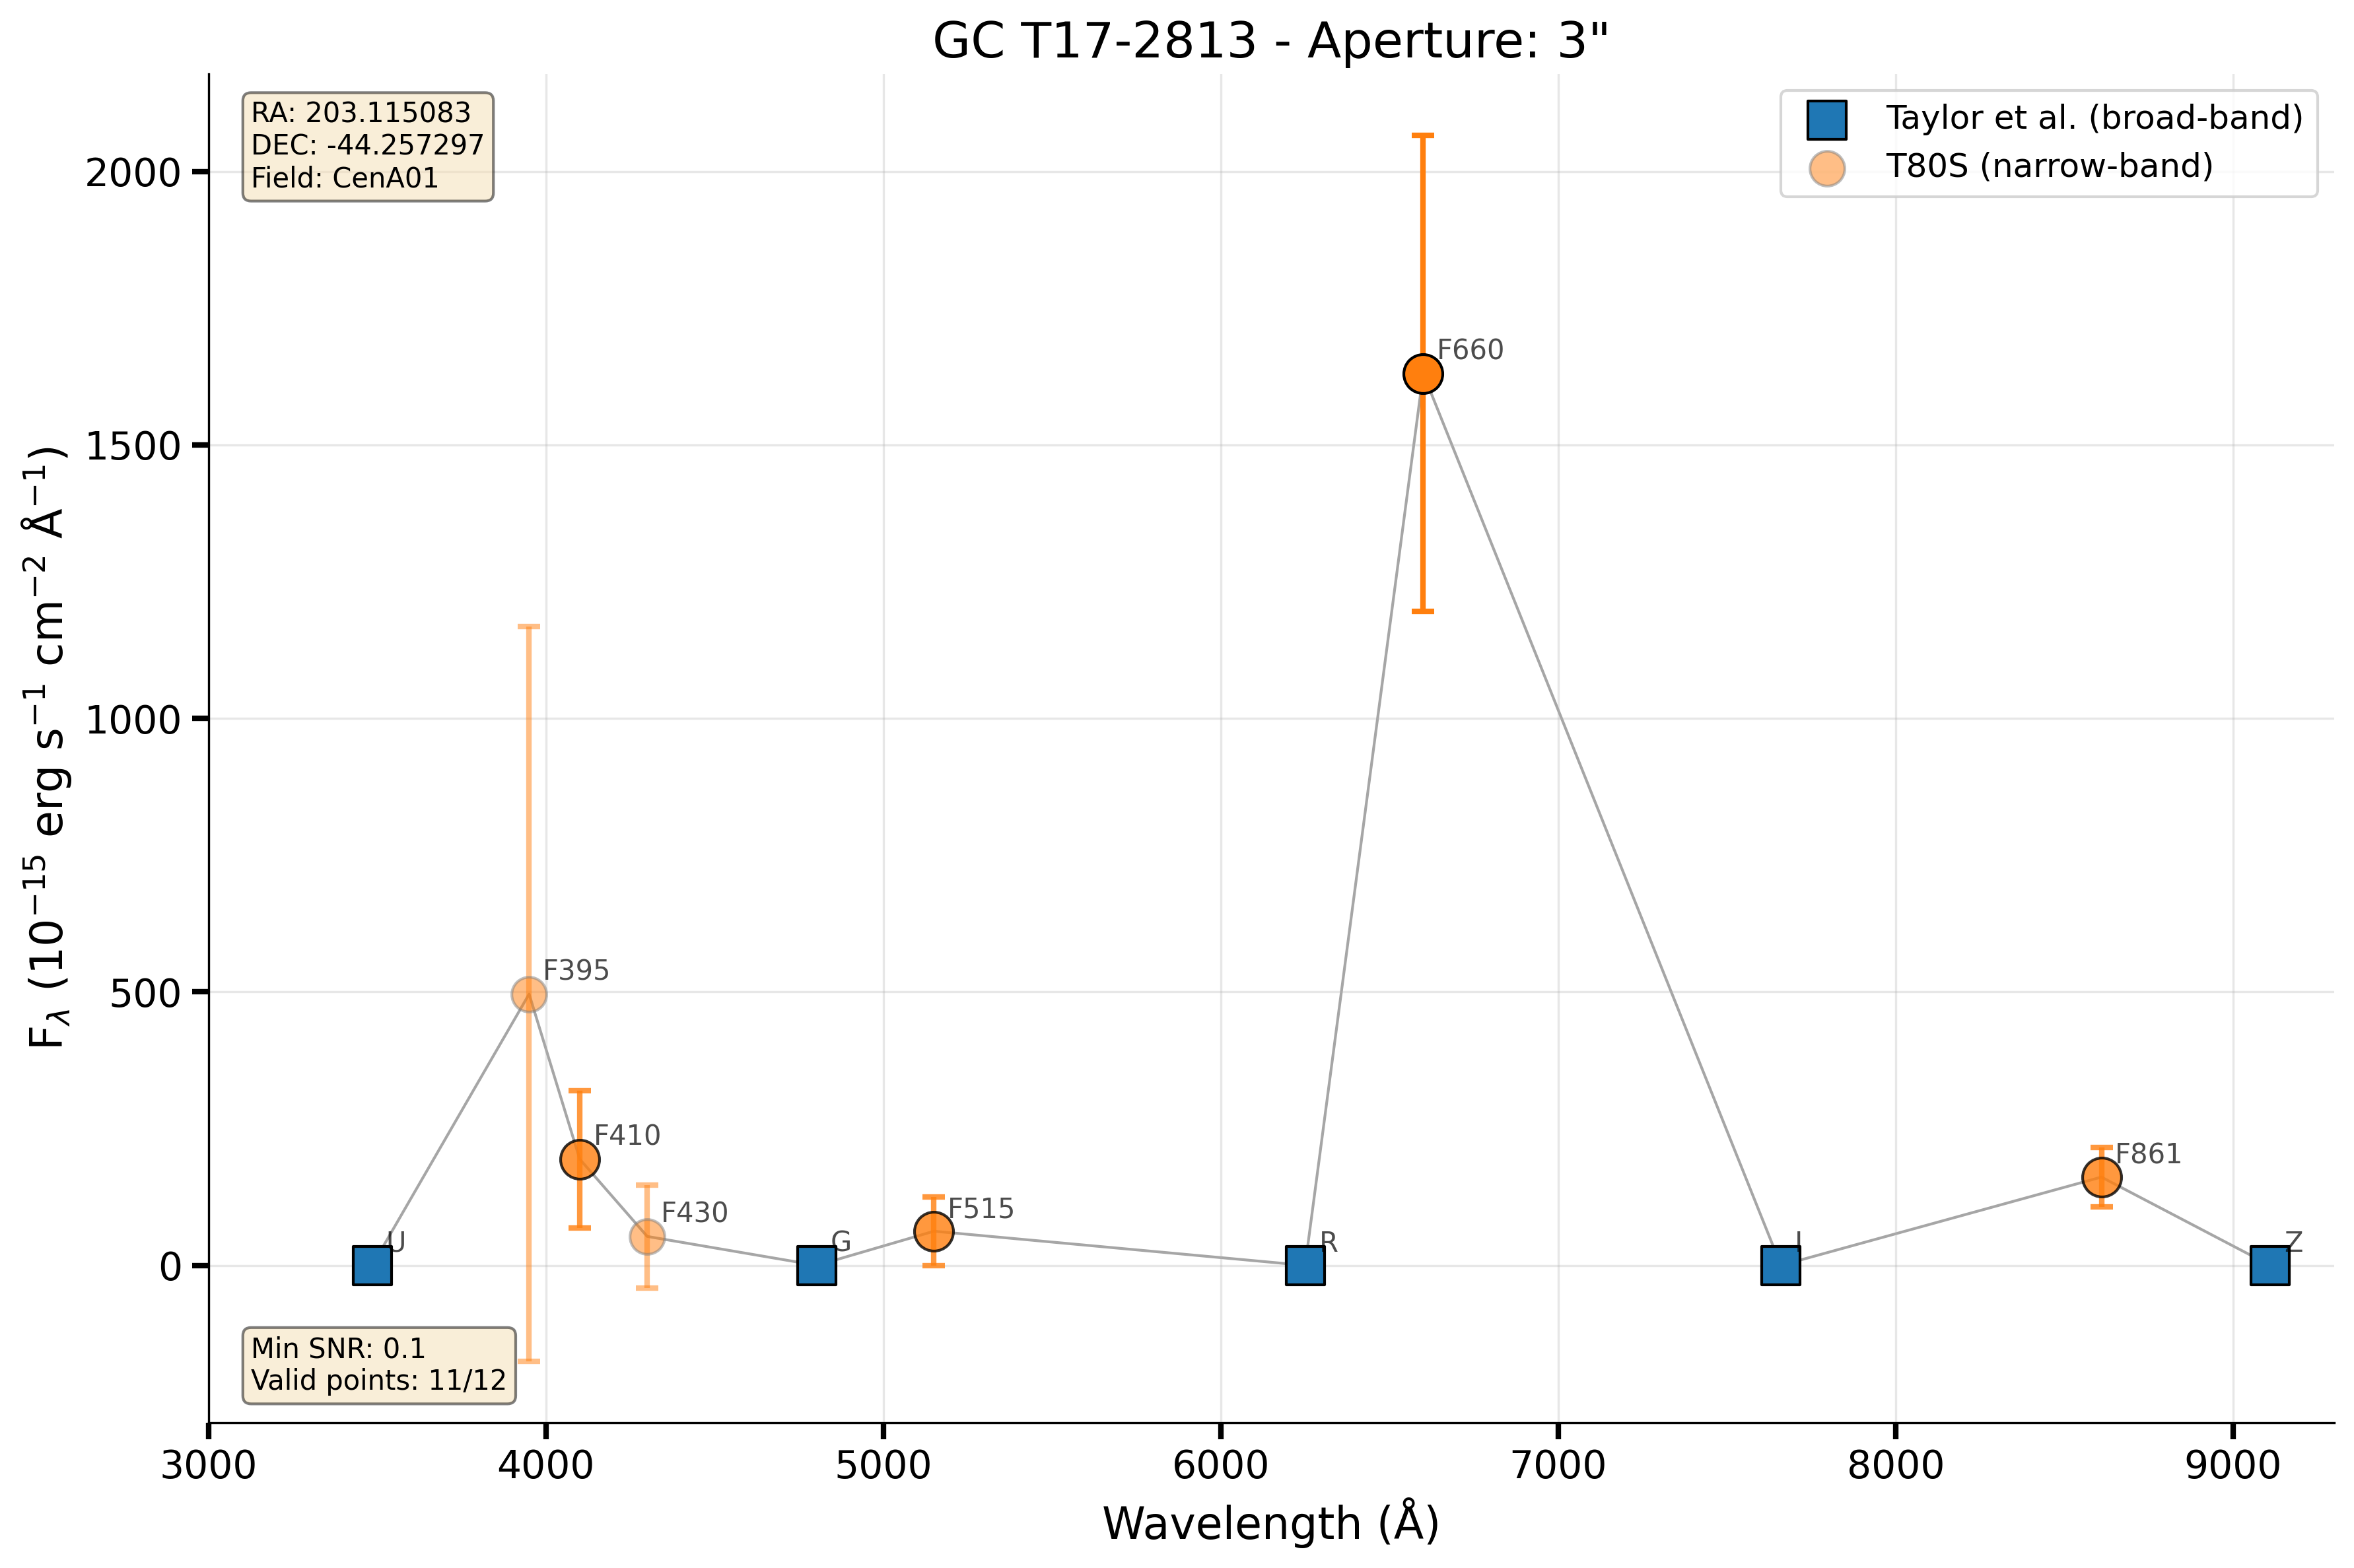 GC T17-2813 - Aperture: 3"
RA: 203.115083
DEC: -44.257297
Field: CenA01
Taylor et al. (broad-band)
T80S (narrow-band)
2000
1500
1000
500
0
F660
F395
F410
F430
F515
F861
U
G
R
I
Z
Min SNR: 0.1
Valid points: 11/12
3000
4000
5000
6000
7000
8000
9000
Wavelength (Å)
F_λ (10⁻¹⁵ erg s⁻¹ cm⁻² Å⁻¹)